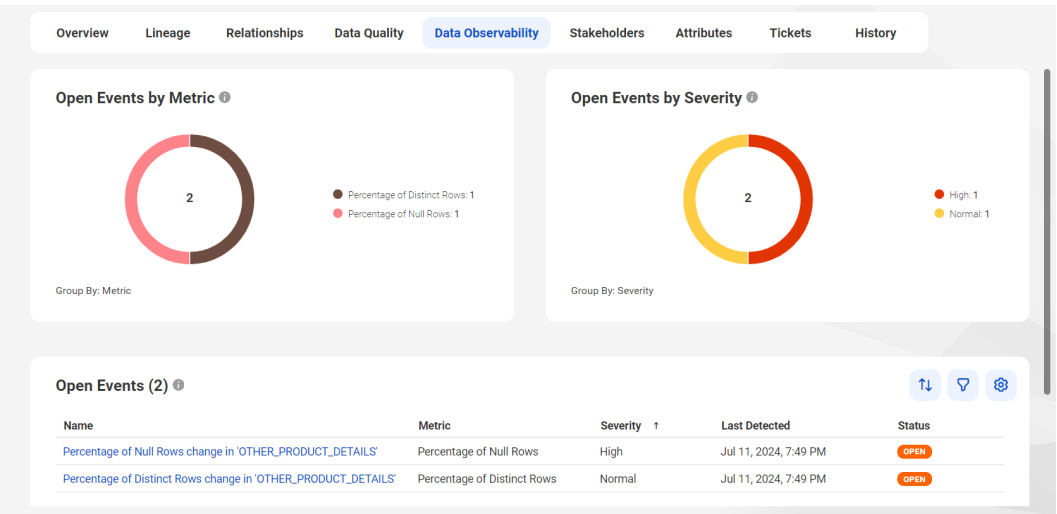 Overview Lineage Relationships Data Quality Data Observability Stakeholders Attributes Tickets History
Open Events by Metric
2
Percentage of Distinct Rows: 1
Percentage of Null Rows: 1
Group By: Metric
Open Events by Severity
2
High: 1
Normal: 1
Group By: Severity
Open Events (2)
Name Metric Severity ↑ Last Detected Status
Percentage of Null Rows change in 'OTHER_PRODUCT_DETAILS' Percentage of Null Rows High Jul 11, 2024, 7:49 PM OPEN
Percentage of Distinct Rows change in 'OTHER_PRODUCT_DETAILS' Percentage of Distinct Rows Normal Jul 11, 2024, 7:49 PM OPEN